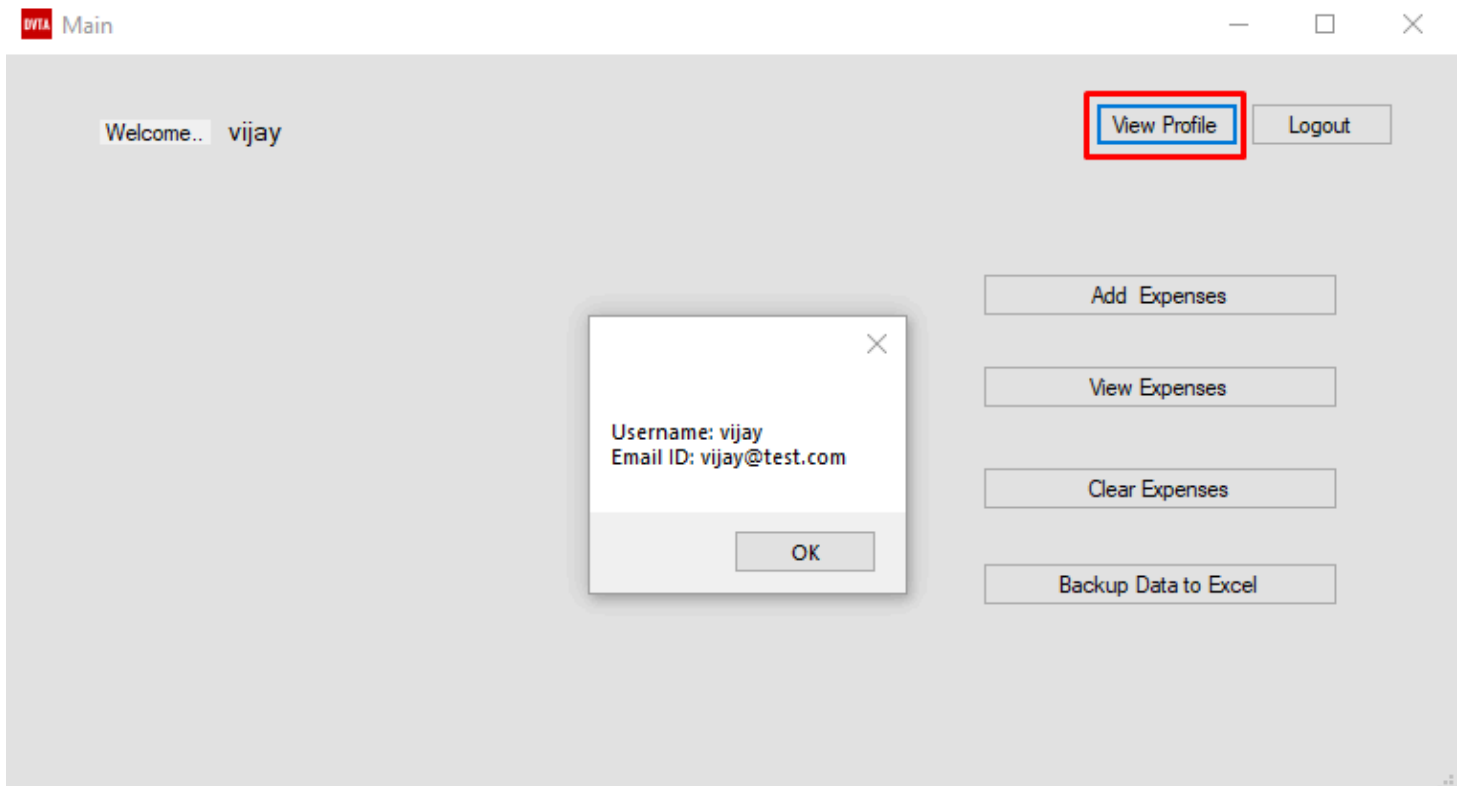 DVTA Main
Welcome.. vijay
View Profile
Logout
Add Expenses
View Expenses
Clear Expenses
Backup Data to Excel
Username: vijay
Email ID: vijay@test.com
OK